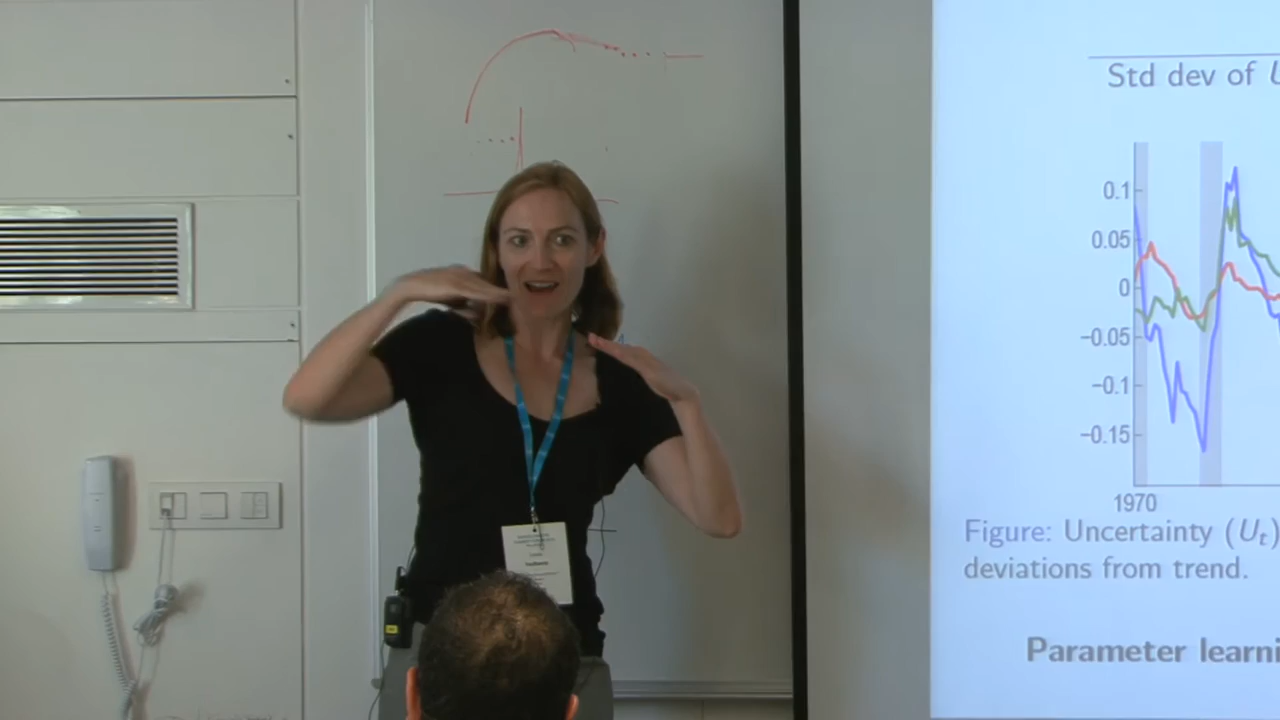 Std dev of U
0.1
0.05
0
−0.05
−0.1
−0.15
1970
Figure: Uncertainty (Uₜ)
deviations from trend.
Parameter learni